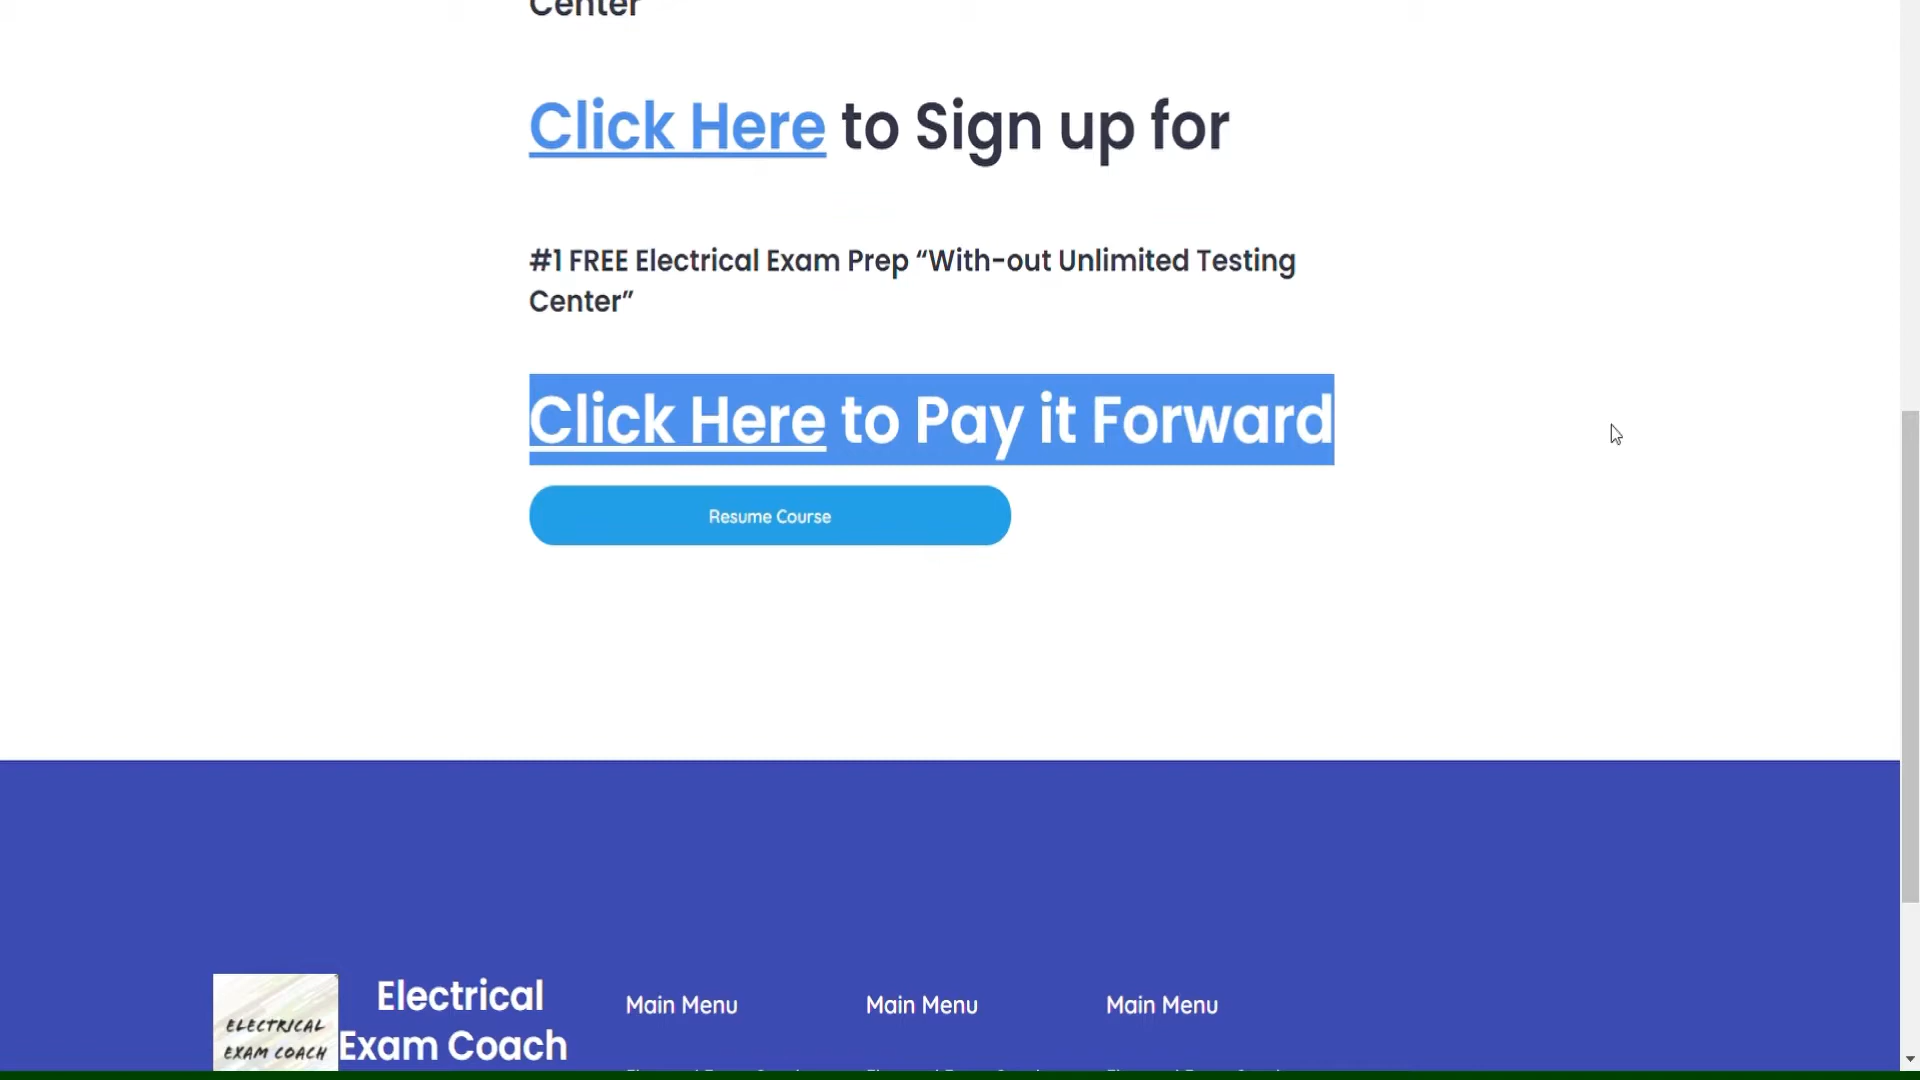 Center
Click Here to Sign up for
#1 FREE Electrical Exam Prep “With-out Unlimited Testing
Center”
Click Here to Pay it Forward
Resume Course
ELECTRICAL
EXAM COACH
Electrical
Exam Coach
Main Menu
Main Menu
Main Menu